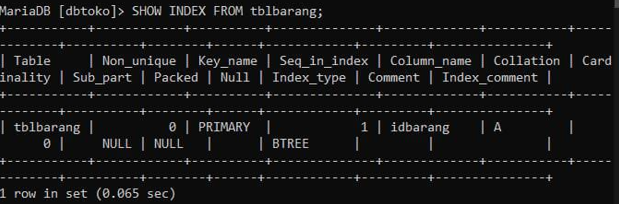 MariaDB [dbtoko]> SHOW INDEX FROM tblbarang;
+-----------+------------+----------+--------------+-------------+-----------+-----
--------+----------+--------+------+------------+---------+---------------+
| Table     | Non_unique | Key_name | Seq_in_index | Column_name | Collation | Card
inality | Sub_part | Packed | Null | Index_type | Comment | Index_comment |
+-----------+------------+----------+--------------+-------------+-----------+-----
--------+----------+--------+------+------------+---------+---------------+
| tblbarang |          0 | PRIMARY  |            1 | idbarang    | A         |
      0 |     NULL | NULL   |      | BTREE      |         |               |
+-----------+------------+----------+--------------+-------------+-----------+-----
--------+----------+--------+------+------------+---------+---------------+
1 row in set (0.065 sec)